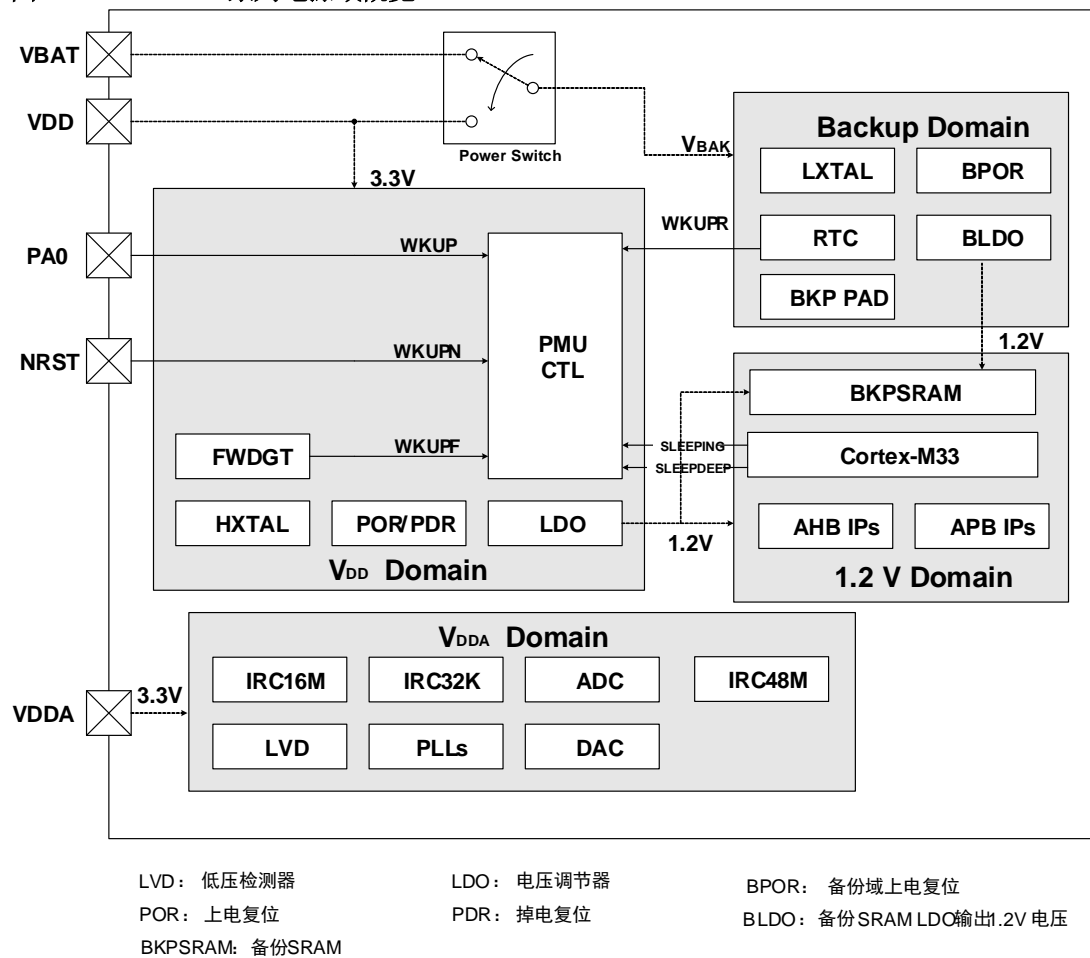 VBAT
VDD
Power Switch
3.3V
VBAK
Backup Domain
LXTAL
BPOR
RTC
BLDO
BKP PAD
WKUPR
PA0
WKUP
NRST
WKUPN
PMU
CTL
FWDGT
WKUPF
HXTAL
POR/PDR
LDO
VDD Domain
1.2V
1.2V
BKPSRAM
SLEEPING
SLEEPDEEP
Cortex-M33
AHB IPs
APB IPs
1.2 V Domain
VDDA Domain
VDDA
3.3V
IRC16M
IRC32K
ADC
IRC48M
LVD
PLLs
DAC
LVD： 低压检测器
LDO： 电压调节器
BPOR： 备份域上电复位
POR： 上电复位
PDR： 掉电复位
BLDO：备份SRAM LDO输出1.2V 电压
BKPSRAM：备份SRAM